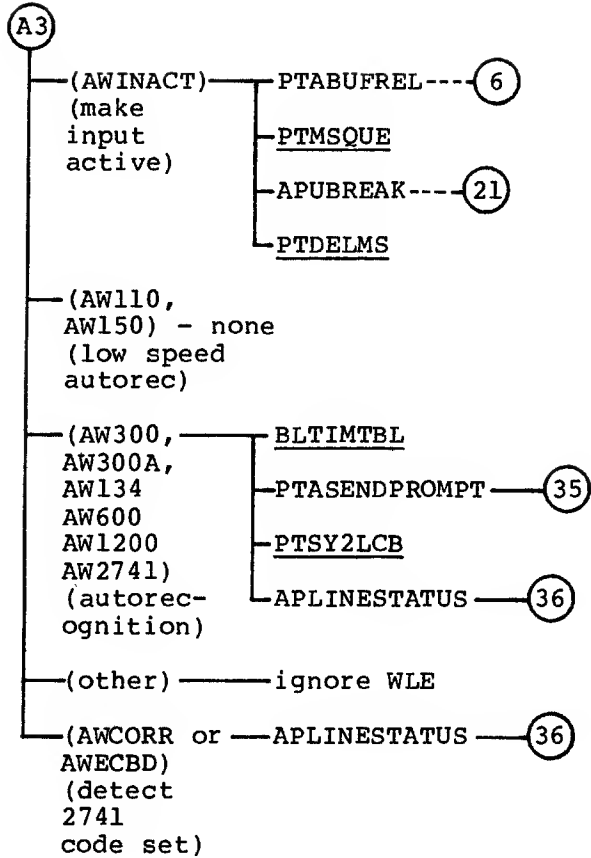 A3
(AWINACT) PTABUFREL 6
(make
input PTMSQUE
active)
APUBREAK 21
PTDELMS
(AW110,
AW150) - none
(low speed
autorec)
(AW300, BLTIMTBL
AW300A,
AW134 PTASENDPROMPT 35
AW600
AW1200 PTSY2LCB
AW2741)
(autorec- APLINESTATUS 36
ognition)
(other) ignore WLE
(AWCORR or APLINESTATUS 36
AWECBD)
(detect
2741
code set)